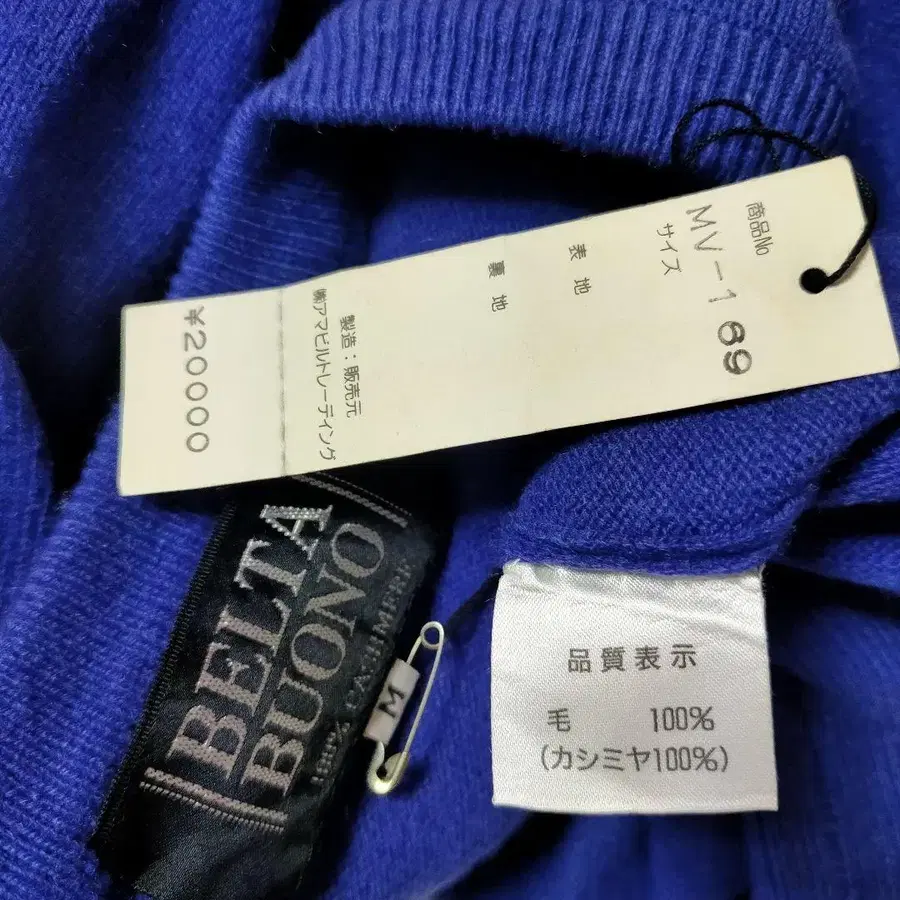 商品No
MV-169
サイズ
表地
裏地
製造:販売元
㈱アマビルトレーディング
¥20000
BELTA
BUONO
100% CASHMERE
M
品質表示
毛 100%
(カシミヤ100%)